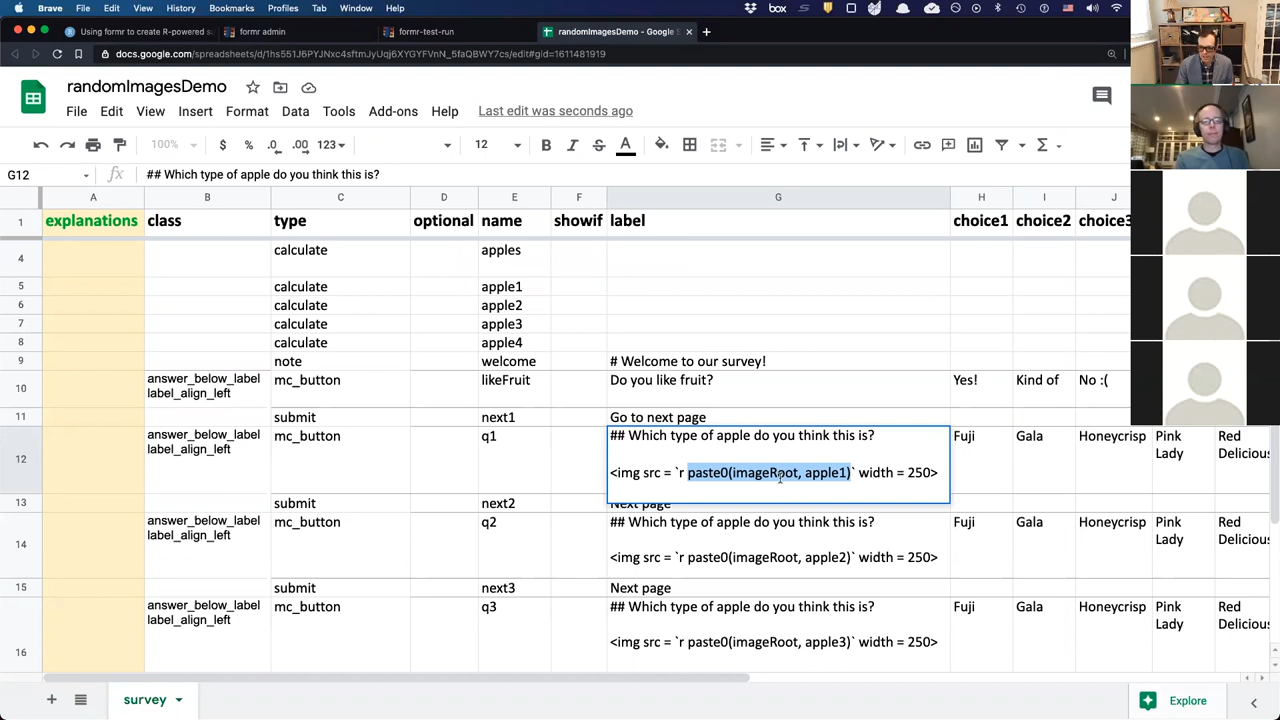 Brave Browser File Edit View History Bookmarks Profiles Tab Window Help
Using formr to create R-powered su formr admin formr-test-run randomImagesDemo - Google S
docs.google.com/spreadsheets/d/1hs551J6PYJNxc4sftmJyUqj6XYGYFVnN_5faQBWY7cs/edit#gid=1611481919
randomImagesDemo
File Edit View Insert Format Data Tools Add-ons Help Last edit was seconds ago
100% $ % .0 .00 123 12 B I S A
G12 fx ## Which type of apple do you think this is?
A B C D E F G H I J
1 explanations class type optional name showif label choice1 choice2 choice3
4 calculate apples
5 calculate apple1
6 calculate apple2
7 calculate apple3
8 calculate apple4
9 note welcome # Welcome to our survey!
10 answer_below_label mc_button likeFruit Do you like fruit? Yes! Kind of No :(
label_align_left
11 submit next1 Go to next page
12 answer_below_label mc_button q1 ## Which type of apple do you think this is? Fuji Gala Honeycrisp Pink Red
label_align_left Lady Delicious
<img src = `r paste0(imageRoot, apple1)` width = 250>
13 submit next2 Next page
14 answer_below_label mc_button q2 ## Which type of apple do you think this is? Fuji Gala Honeycrisp Pink Red
label_align_left Lady Delicious
<img src = `r paste0(imageRoot, apple2)` width = 250>
15 submit next3 Next page
16 answer_below_label mc_button q3 ## Which type of apple do you think this is? Fuji Gala Honeycrisp Pink Red
label_align_left Lady Delicious
<img src = `r paste0(imageRoot, apple3)` width = 250>
survey Explore